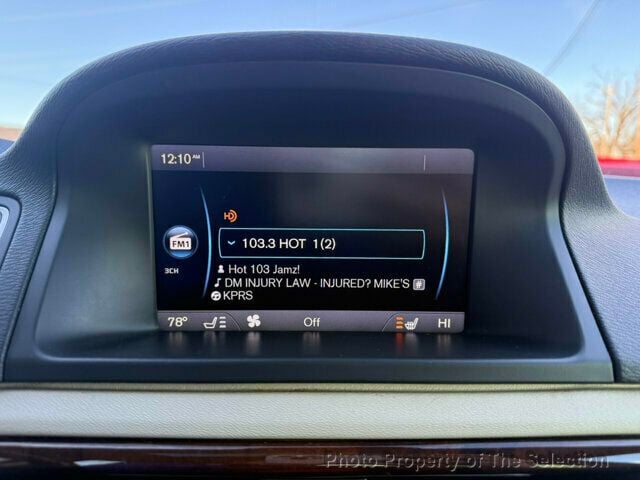 12:10 AM
HD
FM1
3CH
103.3 HOT 1(2)
Hot 103 Jamz!
DM INJURY LAW - INJURED? MIKE'S #
KPRS
78° Off HI
Photo Property of The Selection